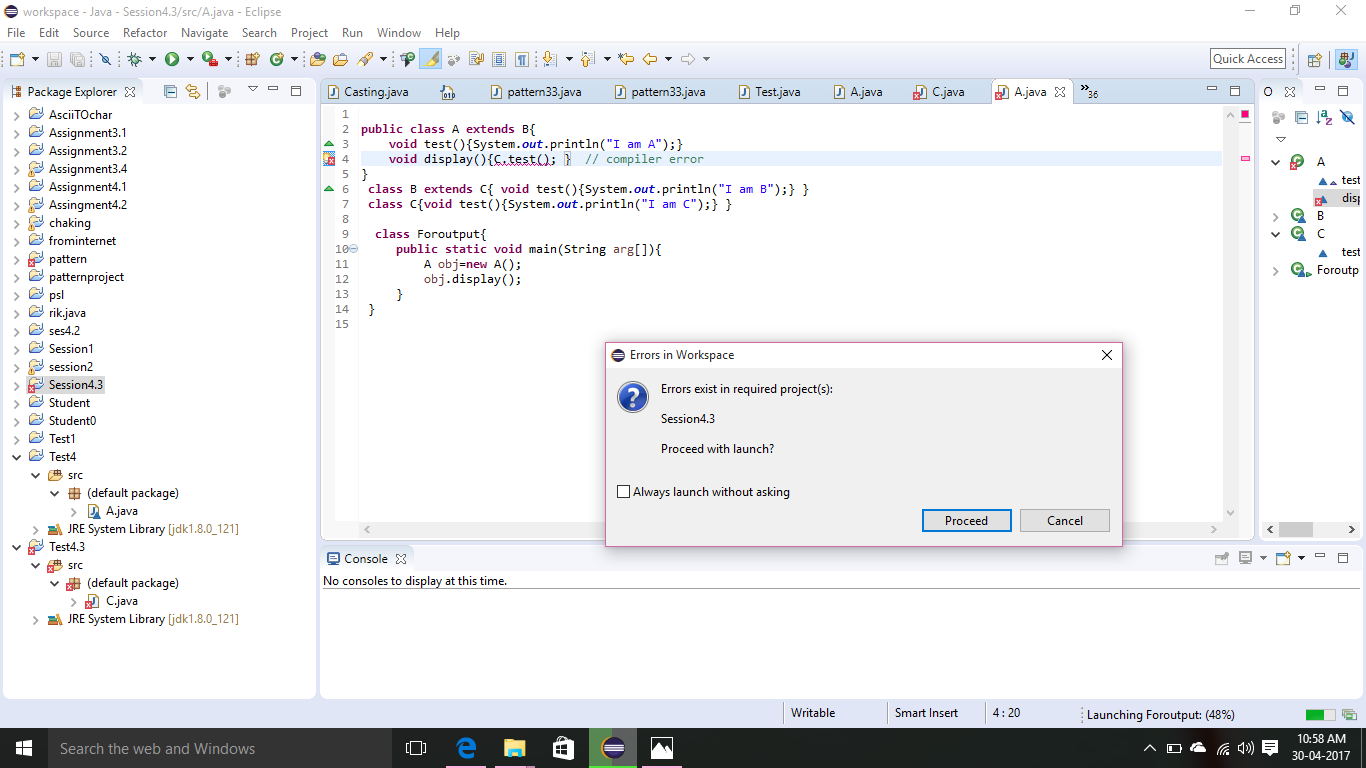 workspace - Java - Session4.3/src/A.java - Eclipse
File Edit Source Refactor Navigate Search Project Run Window Help
Quick Access
Package Explorer
AsciiTOchar
Assignment3.1
Assignment3.2
Assignment3.4
Assignment4.1
Assingment4.2
chaking
frominternet
pattern
patternproject
psl
rik.java
ses4.2
Session1
session2
Session4.3
Student
Student0
Test1
Test4
src
(default package)
A.java
JRE System Library [jdk1.8.0_121]
Test4.3
src
(default package)
C.java
JRE System Library [jdk1.8.0_121]
Casting.java 010 pattern33.java pattern33.java Test.java A.java C.java A.java »36
1
2 public class A extends B{
3 void test(){System.out.println("I am A");}
4 void display(){C.test(); } // compiler error
5 }
6 class B extends C{ void test(){System.out.println("I am B");} }
7 class C{void test(){System.out.println("I am C");} }
8
9 class Foroutput{
10 public static void main(String arg[]){
11 A obj=new A();
12 obj.display();
13 }
14 }
15
O
A
test
disp
B
C
test
Foroutp
Errors in Workspace
Errors exist in required project(s):
Session4.3
Proceed with launch?
Always launch without asking
Proceed Cancel
Console
No consoles to display at this time.
Writable Smart Insert 4 : 20 Launching Foroutput: (48%)
Search the web and Windows
10:58 AM
30-04-2017